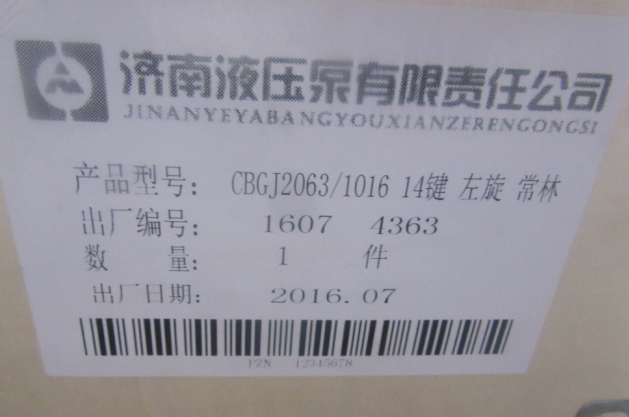 济南液压泵有限责任公司
JINANYEYABANGYOUXIANZERENGONGSI
产品型号: CBGJ2063/1016 14键 左旋 常林
出厂编号: 1607 4363
数 量: 1 件
出厂日期: 2016.07
PZN 12345678